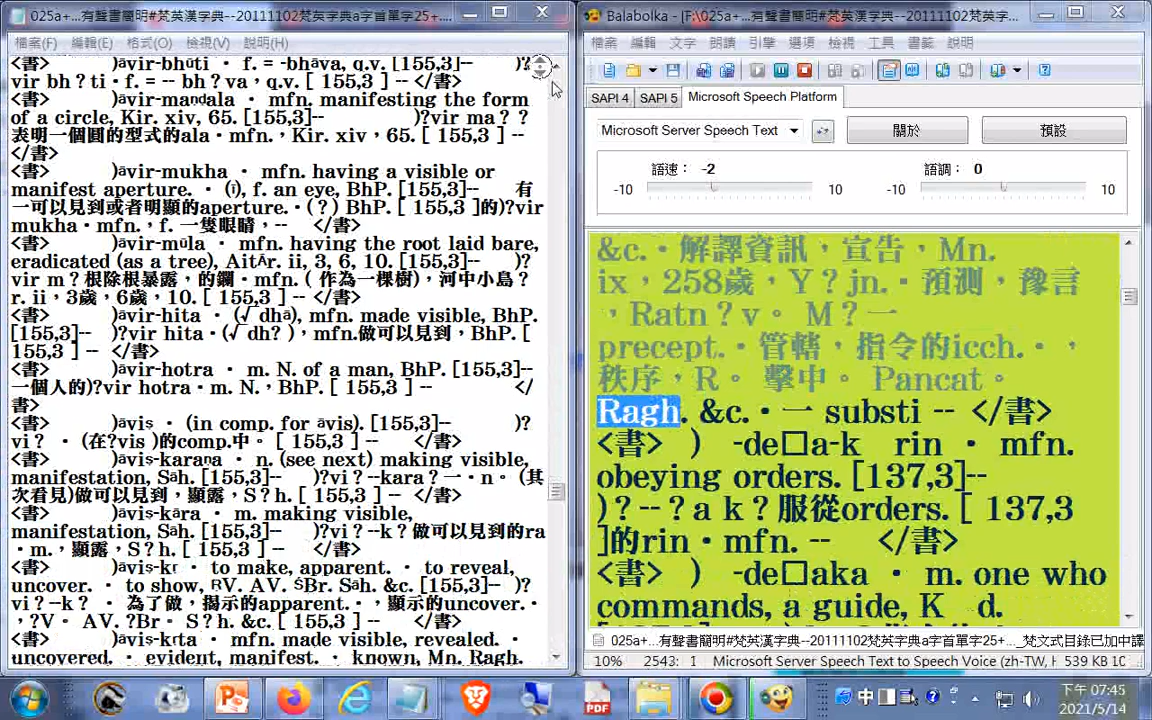 025a+...有聲書簡明#梵英漢字典--20111102梵英字典a字首單字25+...
檔案(F) 編輯(E) 格式(O) 檢視(V) 說明(H)
<書> )āvir-bhūti ‧ f. = -bhāva, q.v. [155,3]-- )?
vir bh ? ti ‧ f. = -- bh ? va，q.v. [ 155,3 ] -- </書>
<書> )āvir-maṇḍala ‧ mfn. manifesting the form
of a circle, Kir. xiv, 65. [155,3]-- )?vir ma ? ?
表明一個圓的型式的ala ‧ mfn.，Kir. xiv，65. [ 155,3 ] --
</書>
<書> )āvir-mukha ‧ mfn. having a visible or
manifest aperture. ‧ (ī), f. an eye, BhP. [155,3]-- 有
一可以見到或者明顯的aperture.‧(？) BhP. [ 155,3 ]的)?vir
mukha‧mfn.，f. 一隻眼睛，-- </書>
<書> )āvir-mūla ‧ mfn. having the root laid bare,
eradicated (as a tree), AitĀr. ii, 3, 6, 10. [155,3]-- )?
vir m ? 根除根暴露，的鑭‧mfn. ( 作為一棵樹)，河中小島 ?
r. ii，3歲，6歲，10. [ 155,3 ] -- </書>
<書> )āvir-hita ‧ (√ dhā), mfn. made visible, BhP.
[155,3]-- )?vir hita‧(√ dh? )，mfn.做可以見到，BhP. [
155,3 ] -- </書>
<書> )āvir-hotra ‧ m. N. of a man, BhP. [155,3]--
一個人的)?vir hotra‧m. N.，BhP. [ 155,3 ] -- </
書>
<書> )āviṣ ‧ (in comp. for āvis). [155,3]-- )?
vi ? ‧ (在?vis )的comp.中。 [ 155,3 ] -- </書>
<書> )āviṣ-karaṇa ‧ n. (see next) making visible,
manifestation, Sāh. [155,3]-- )?vi ? --kara ? 一‧n。 (其
次看見)做可以見到，顯露，S ? h. [ 155,3 ] -- </書>
<書> )āviṣ-kāra ‧ m. making visible,
manifestation, Sāh. [155,3]-- )?vi ? --k ? 做可以見到的ra
‧m.，顯露，S ? h. [ 155,3 ] -- </書>
<書> )āviṣ-kṛ ‧ to make, apparent. ‧ to reveal,
uncover. ‧ to show, ṚV. AV. ŚBr. Sāh. &c. [155,3]-- )?
vi ? --k ? ‧ 為了做，揭示的apparent.‧，顯示的uncover.‧
，? V。 AV. ?Br。 S ? h. &c. [ 155,3 ] -- </書>
<書> )āviṣ-kṛta ‧ mfn. made visible, revealed. ‧
uncovered. ‧ evident, manifest. ‧ known, Mn. Ragh.
Balabolka - [F:\025a+...有聲書簡明#梵英漢字典--20111102梵英字...
檔案 編輯 文字 朗讀 引擎 選項 檢視 工具 書籤 說明
SAPI 4 SAPI 5 Microsoft Speech Platform
Microsoft Server Speech Text 關於 預設
語速： -2 語調： 0
-10 10 -10 10
&c.‧解譯資訊，宣告，Mn.
ix，258歲，Y ? jn.‧預測，豫言
，Ratn ? v。 M ? 一
precept.‧管轄，指令的icch.‧，
秩序，R。 擊中。 Pancat。
Ragh. &c.‧一 substi -- </書>
<書> ) -de□a-k rin ‧ mfn.
obeying orders. [137,3]--
)? -- ? a k ? 服從orders. [ 137,3
]的rin‧mfn. -- </書>
<書> ) -de□aka ‧ m. one who
commands, a guide, K d.
025a+...有聲書簡明#梵英漢字典--20111102梵英字典a字首單字25+..._梵文式目錄已加中譯
10% 2543: 1 Microsoft Server Speech Text to Speech Voice (zh-TW, H 539 KB 10
下午 07:45
2021/5/14